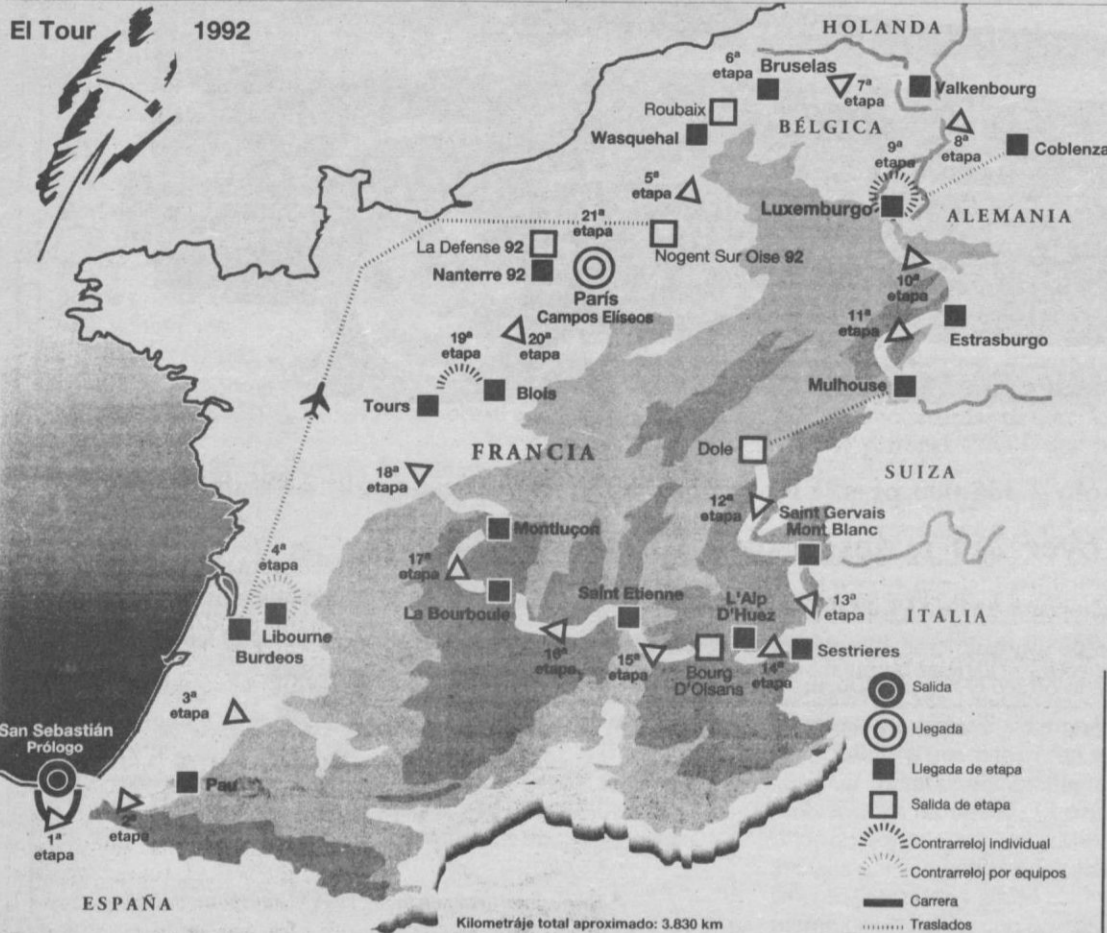 El Tour 1992
HOLANDA
6ª
etapa
Bruselas
7ª
etapa
Valkenbourg
Roubaix
Wasquehal
BÉLGICA
8ª
etapa
Coblenza
9ª
etapa
5ª
etapa
Luxemburgo
ALEMANIA
21ª
etapa
La Defense 92
Nanterre 92
Nogent Sur Oise 92
París
Campos Elíseos
10ª
etapa
11ª
etapa
Estrasburgo
19ª
etapa
20ª
etapa
Tours
Blois
Mulhouse
FRANCIA
Dole
SUIZA
18ª
etapa
12ª
etapa
Saint Gervais
Mont Blanc
Montluçon
17ª
etapa
4ª
etapa
La Bourboule
Saint Etienne
L'Alp
D'Huez
13ª
etapa
ITALIA
Libourne
Burdeos
16ª
etapa
15ª
etapa
Bourg
D'Olsana
14ª
etapa
Sestrieres
3ª
etapa
San Sebastián
Prólogo
Pau
1ª
etapa
2ª
etapa
ESPAÑA
Salida
Llegada
Llegada de etapa
Salida de etapa
Contrarreloj individual
Contrarreloj por equipos
Carrera
Traslados
Kilometráje total aproximado: 3.830 km